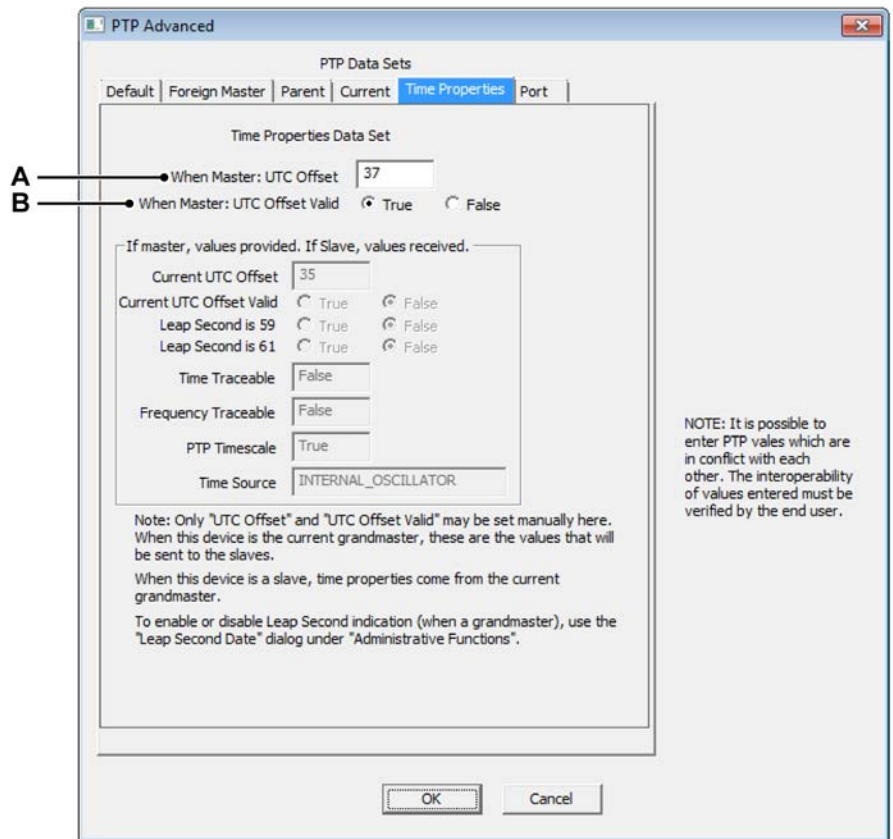 PTP Advanced
PTP Data Sets
Default Foreign Master Parent Current Time Properties Port
Time Properties Data Set
A When Master: UTC Offset 37
B When Master: UTC Offset Valid True False
If master, values provided. If Slave, values received.
Current UTC Offset 35
Current UTC Offset Valid True False
Leap Second is 59 True False
Leap Second is 61 True False
Time Traceable False
Frequency Traceable False
PTP Timescale True
Time Source INTERNAL_OSCILLATOR
NOTE: It is possible to
enter PTP vales which are
in conflict with each
other. The interoperability
of values entered must be
verified by the end user.
Note: Only "UTC Offset" and "UTC Offset Valid" may be set manually here.
When this device is the current grandmaster, these are the values that will
be sent to the slaves.
When this device is a slave, time properties come from the current
grandmaster.
To enable or disable Leap Second indication (when a grandmaster), use the
"Leap Second Date" dialog under "Administrative Functions".
OK Cancel